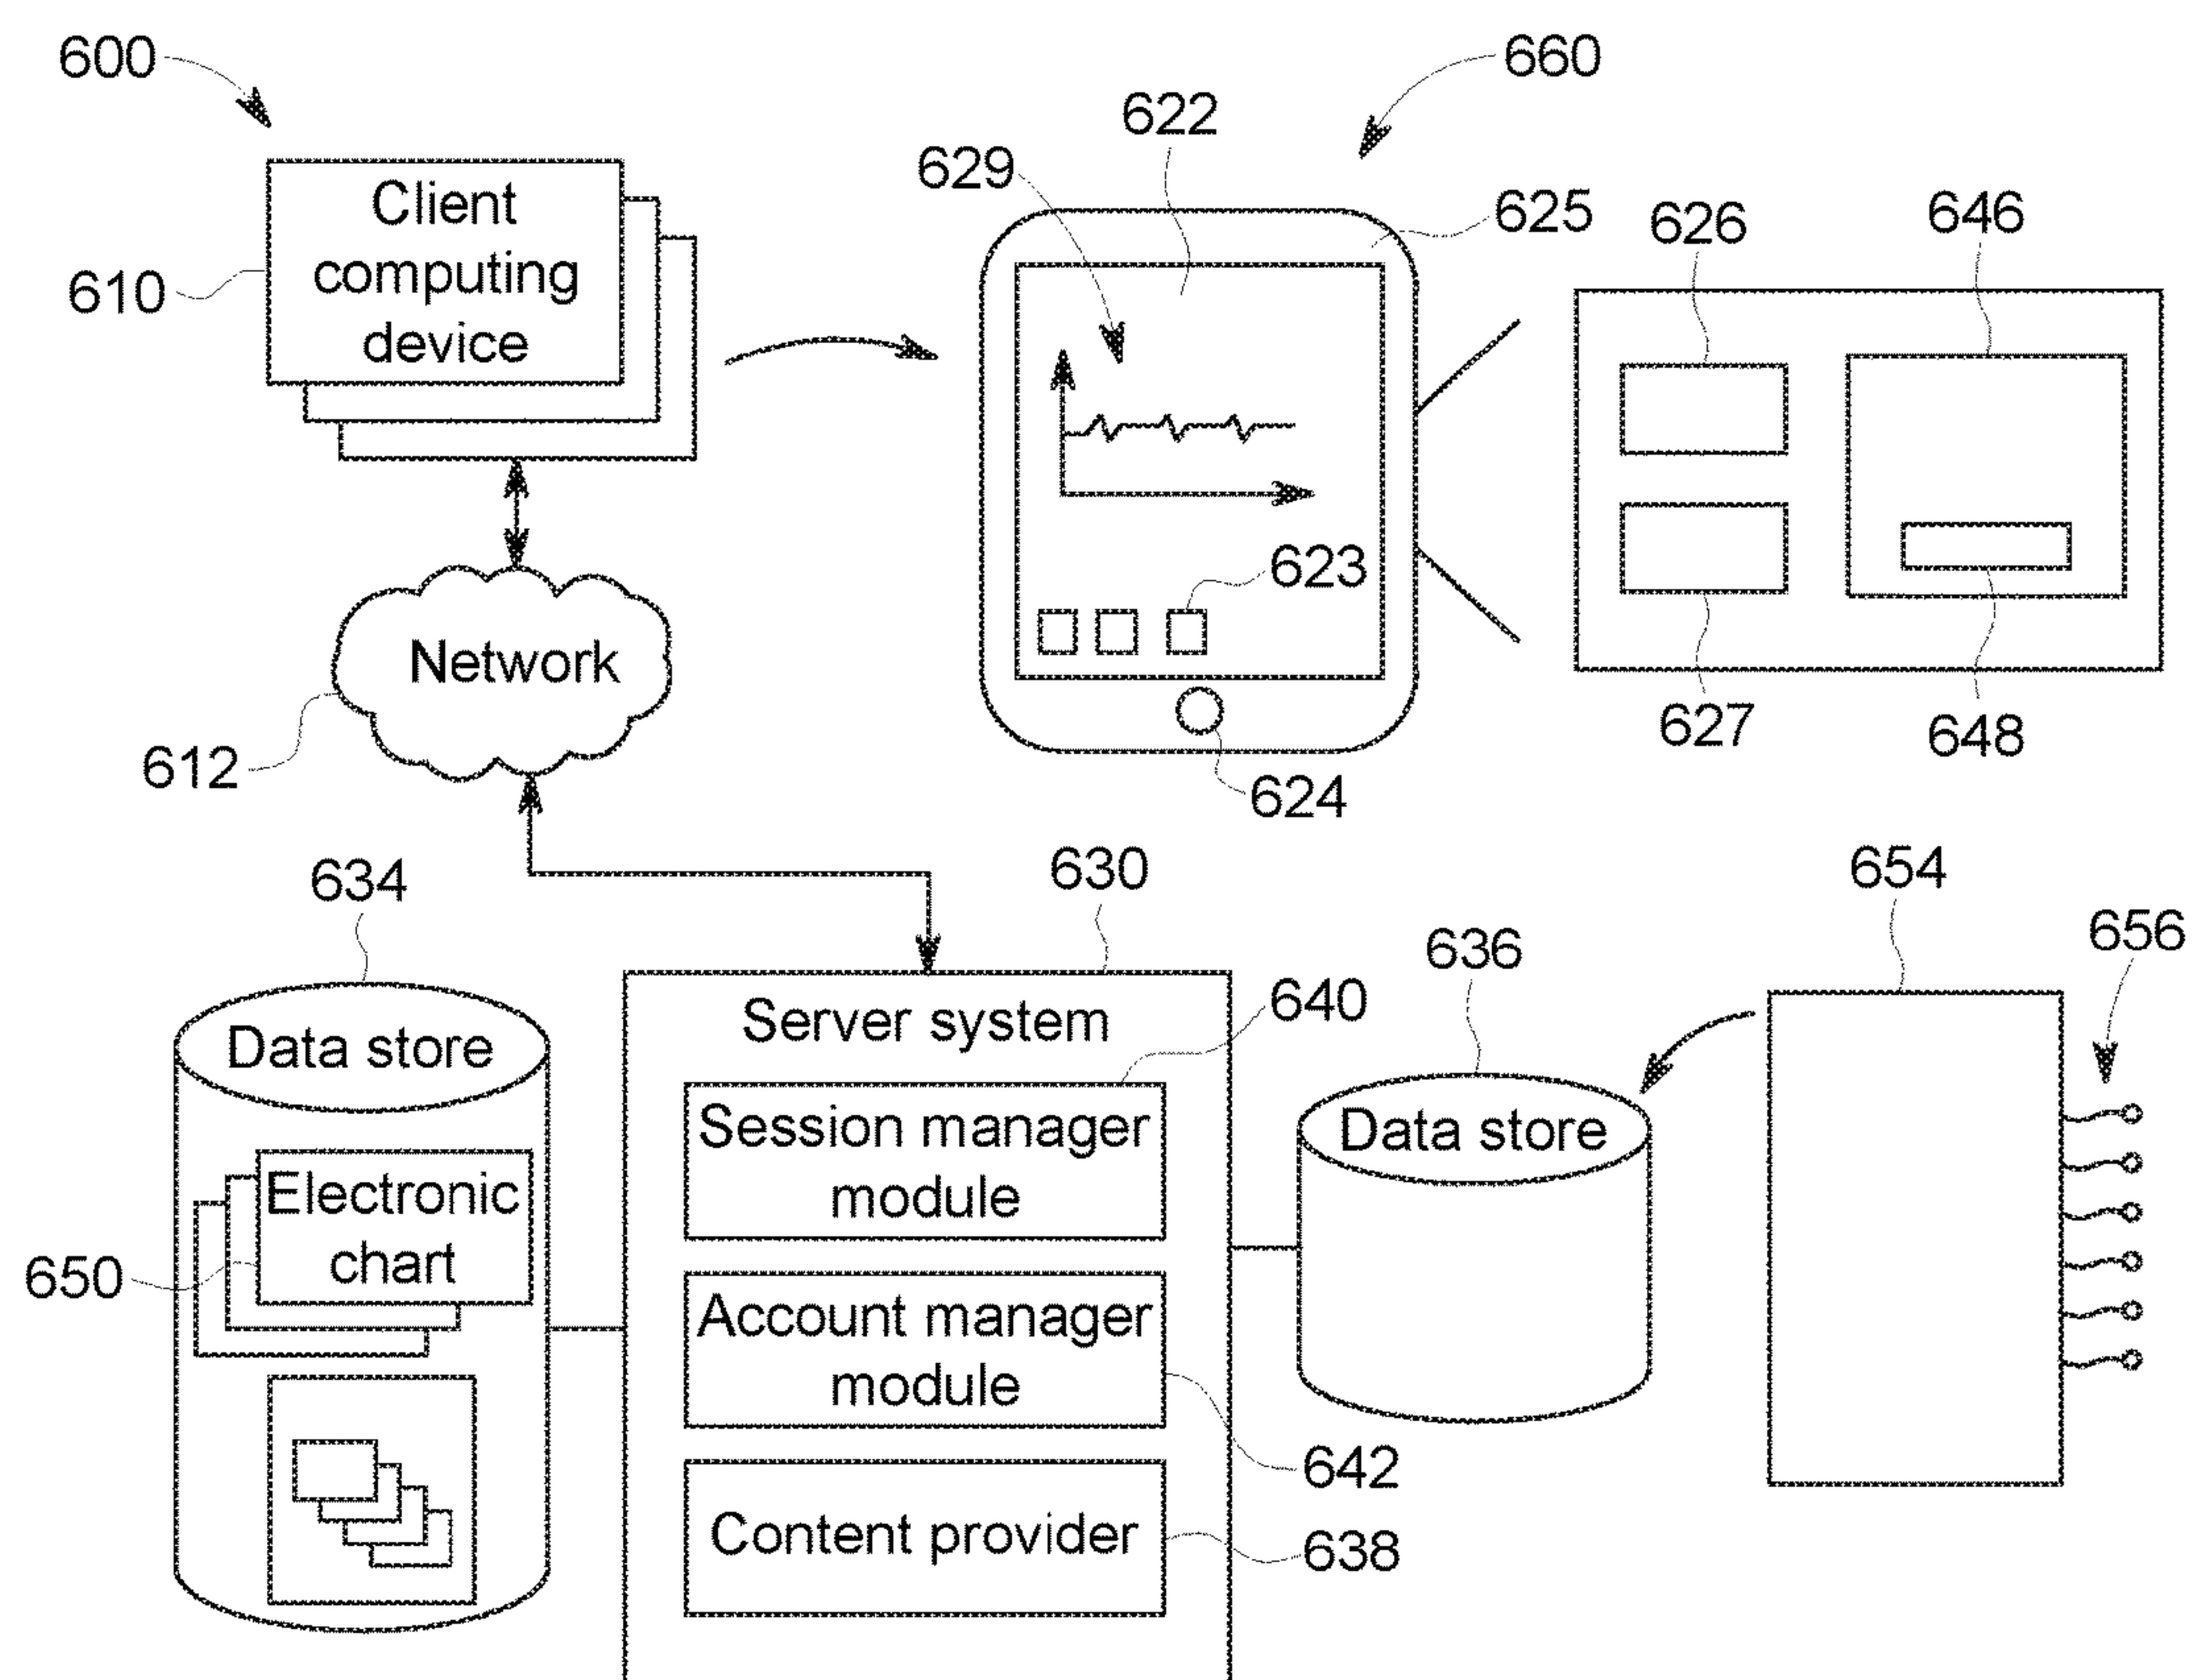 600
660
622
629
Client
computing
device
625
626
646
610
623
Network
627
648
612
624
634
630
654
636
656
640
Server system
Data store
Session manager
module
Data store
Electronic
chart
650
Account manager
module
642
Content provider
638